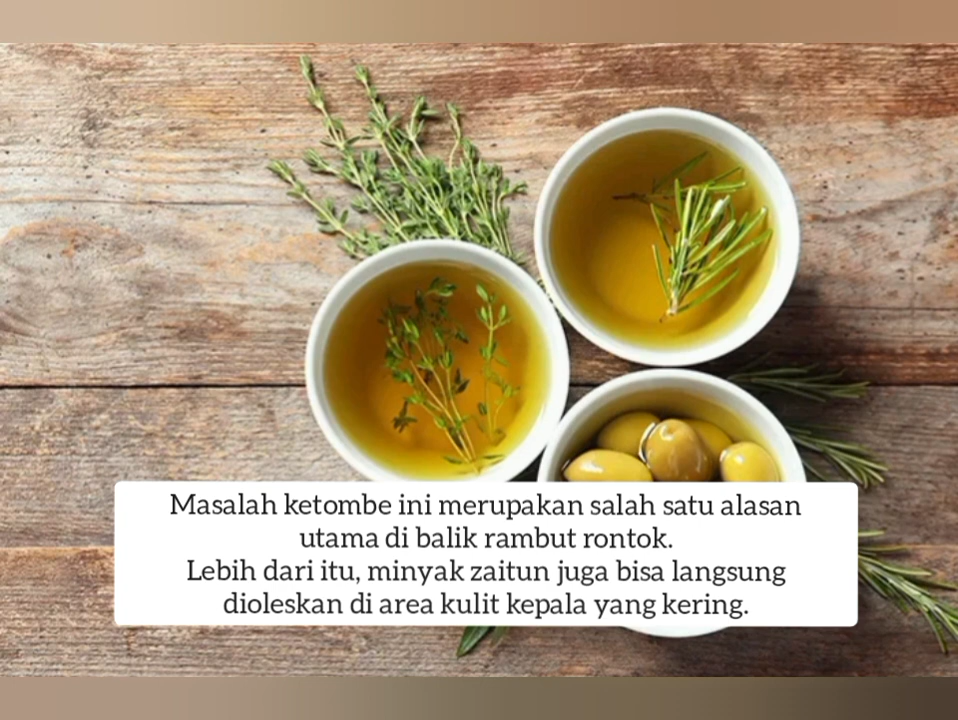 Masalah ketombe ini merupakan salah satu alasan
utama di balik rambut rontok.
Lebih dari itu, minyak zaitun juga bisa langsung
dioleskan di area kulit kepala yang kering.